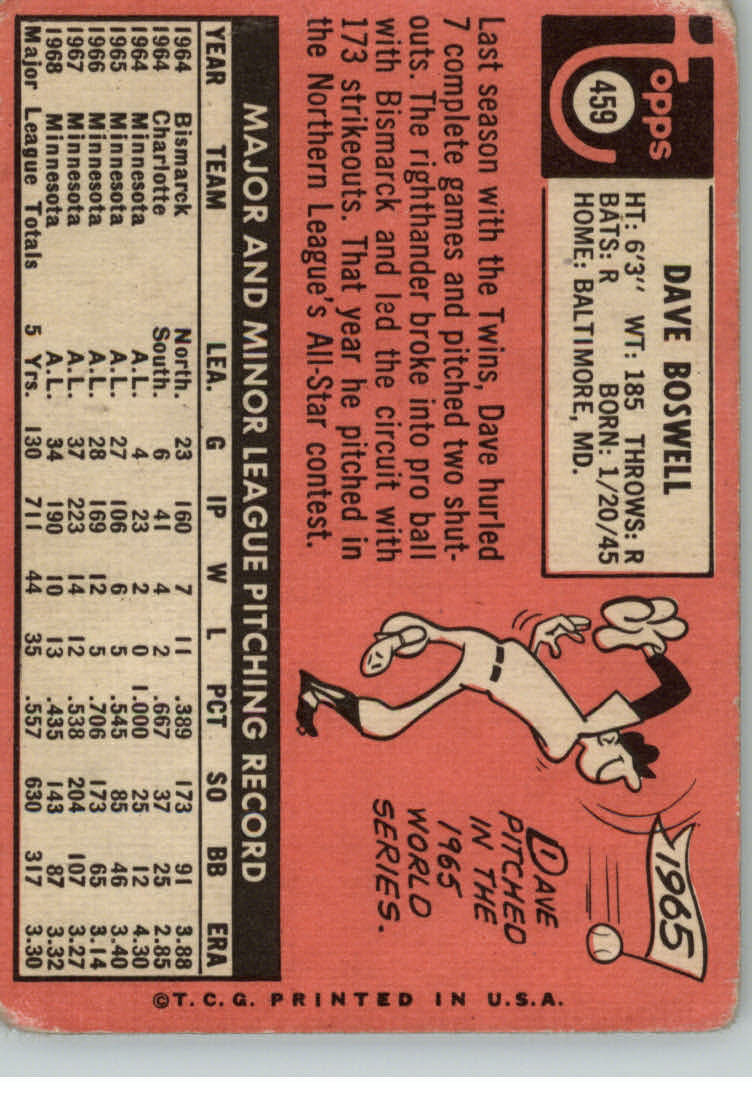 Topps
459
DAVE BOSWELL
HT: 6'3" WT: 185 THROWS: R
BATS: R BORN: 1/20/45
HOME: BALTIMORE, MD.
Last season with the Twins, Dave hurled
7 complete games and pitched two shut-
outs. The righthander broke into pro ball
with Bismarck and led the circuit with
173 strikeouts. That year he pitched in
the Northern League's All-Star contest.
1965
DAVE
PITCHED
IN THE
1965
WORLD
SERIES.
MAJOR AND MINOR LEAGUE PITCHING RECORD
YEAR TEAM LEA. G IP W L PCT SO BB ERA
1964 Bismarck North. 23 160 7 11 .389 173 91 3.88
1964 Charlotte South. 6 41 4 2 .667 37 25 2.85
1964 Minnesota A.L. 4 23 2 0 1.000 25 12 4.30
1965 Minnesota A.L. 27 106 6 5 .545 85 46 3.40
1966 Minnesota A.L. 28 169 12 5 .706 173 65 3.14
1967 Minnesota A.L. 37 223 14 12 .538 204 107 3.27
1968 Minnesota A.L. 34 190 10 13 .435 143 87 3.32
Major League Totals 5 Yrs. 130 711 44 35 .557 630 317 3.30
©T.C.G. PRINTED IN U.S.A.